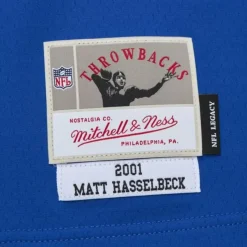 THROWBACKS
NFL
NOSTALGIA CO.
Mitchell & Ness
PHILADELPHIA, PA.
NFL LEGACY
2001
MATT HASSELBECK